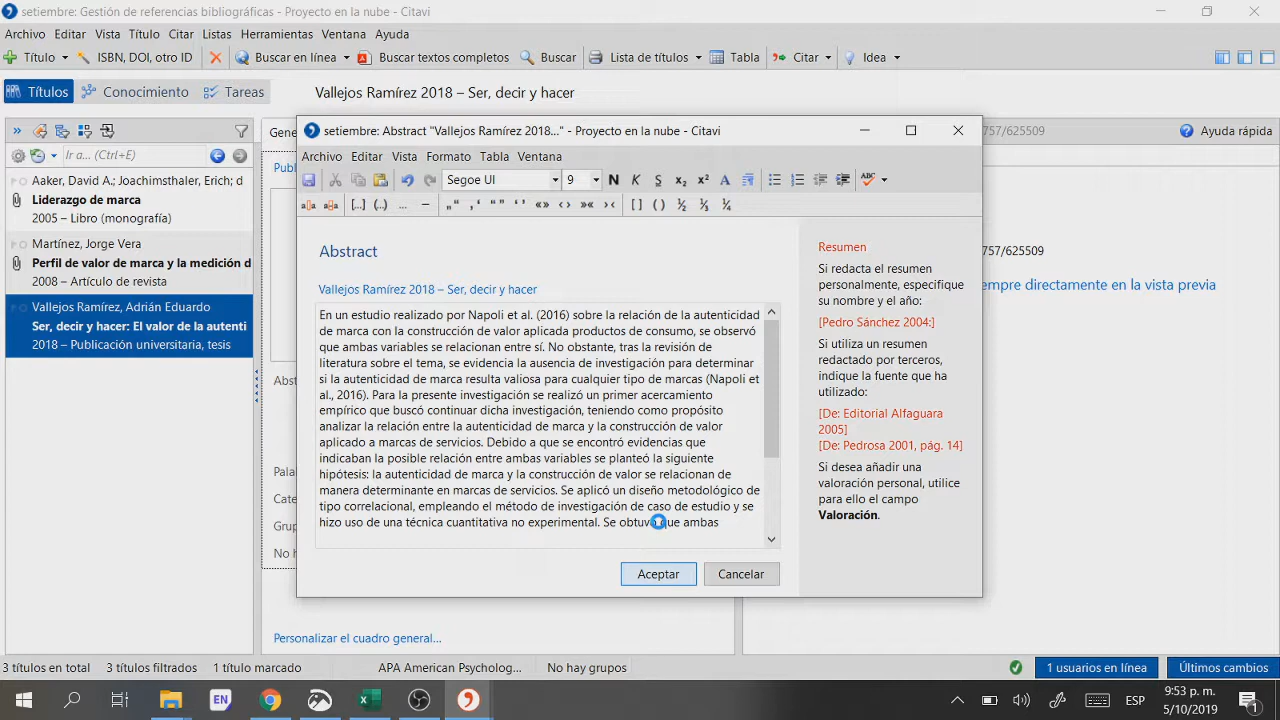 setiembre: Gestión de referencias bibliográficas - Proyecto en la nube - Citavi
Archivo Editar Vista Título Citar Listas Herramientas Ventana Ayuda
Título ISBN, DOI, otro ID Buscar en línea Buscar textos completos Buscar Lista de títulos Tabla Citar Idea
Títulos Conocimiento Tareas
Vallejos Ramírez 2018 – Ser, decir y hacer
Ir a... (Ctrl+E)
Aaker, David A.; Joachimsthaler, Erich; d
Liderazgo de marca
2005 – Libro (monografía)
Martínez, Jorge Vera
Perfil de valor de marca y la medición d
2008 – Artículo de revista
Vallejos Ramírez, Adrián Eduardo
Ser, decir y hacer: El valor de la autenti
2018 – Publicación universitaria, tesis
Gene
Publ
Abst
Pala
Cate
Grup
No h
Personalizar el cuadro general...
757/625509
Ayuda rápida
757/625509
empre directamente en la vista previa
setiembre: Abstract "Vallejos Ramírez 2018..." - Proyecto en la nube - Citavi
Archivo Editar Vista Formato Tabla Ventana
Segoe UI 9 N K S x₂ x² A ABC
[...] (...) ... – „“ ‚‘ “” ‘’ «» <> »« >< [ ] ( ) ½ ⅓ ¼
Abstract
Vallejos Ramírez 2018 – Ser, decir y hacer
En un estudio realizado por Napoli et al. (2016) sobre la relación de la autenticidad
de marca con la construcción de valor aplicada productos de consumo, se observó
que ambas variables se relacionan entre sí. No obstante, tras la revisión de
literatura sobre el tema, se evidencia la ausencia de investigación para determinar
si la autenticidad de marca resulta valiosa para cualquier tipo de marcas (Napoli et
al., 2016). Para la presente investigación se realizó un primer acercamiento
empírico que buscó continuar dicha investigación, teniendo como propósito
analizar la relación entre la autenticidad de marca y la construcción de valor
aplicado a marcas de servicios. Debido a que se encontró evidencias que
indicaban la posible relación entre ambas variables se planteó la siguiente
hipótesis: la autenticidad de marca y la construcción de valor se relacionan de
manera determinante en marcas de servicios. Se aplicó un diseño metodológico de
tipo correlacional, empleando el método de investigación de caso de estudio y se
hizo uso de una técnica cuantitativa no experimental. Se obtuvo que ambas
Aceptar Cancelar
Resumen
Si redacta el resumen
personalmente, especifique
su nombre y el año:
[Pedro Sánchez 2004:]
Si utiliza un resumen
redactado por terceros,
indique la fuente que ha
utilizado:
[De: Editorial Alfaguara
2005]
[De: Pedrosa 2001, pág. 14]
Si desea añadir una
valoración personal, utilice
para ello el campo
Valoración.
3 títulos en total 3 títulos filtrados 1 título marcado APA American Psycholog... No hay grupos 1 usuarios en línea Últimos cambios
EN ESP 9:53 p. m.
5/10/2019 1